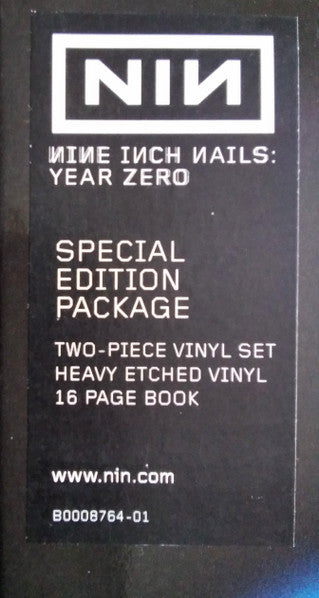 NIN
NINE INCH NAILS:
YEAR ZERO
SPECIAL
EDITION
PACKAGE
TWO-PIECE VINYL SET
HEAVY ETCHED VINYL
16 PAGE BOOK
www.nin.com
B0008764-01